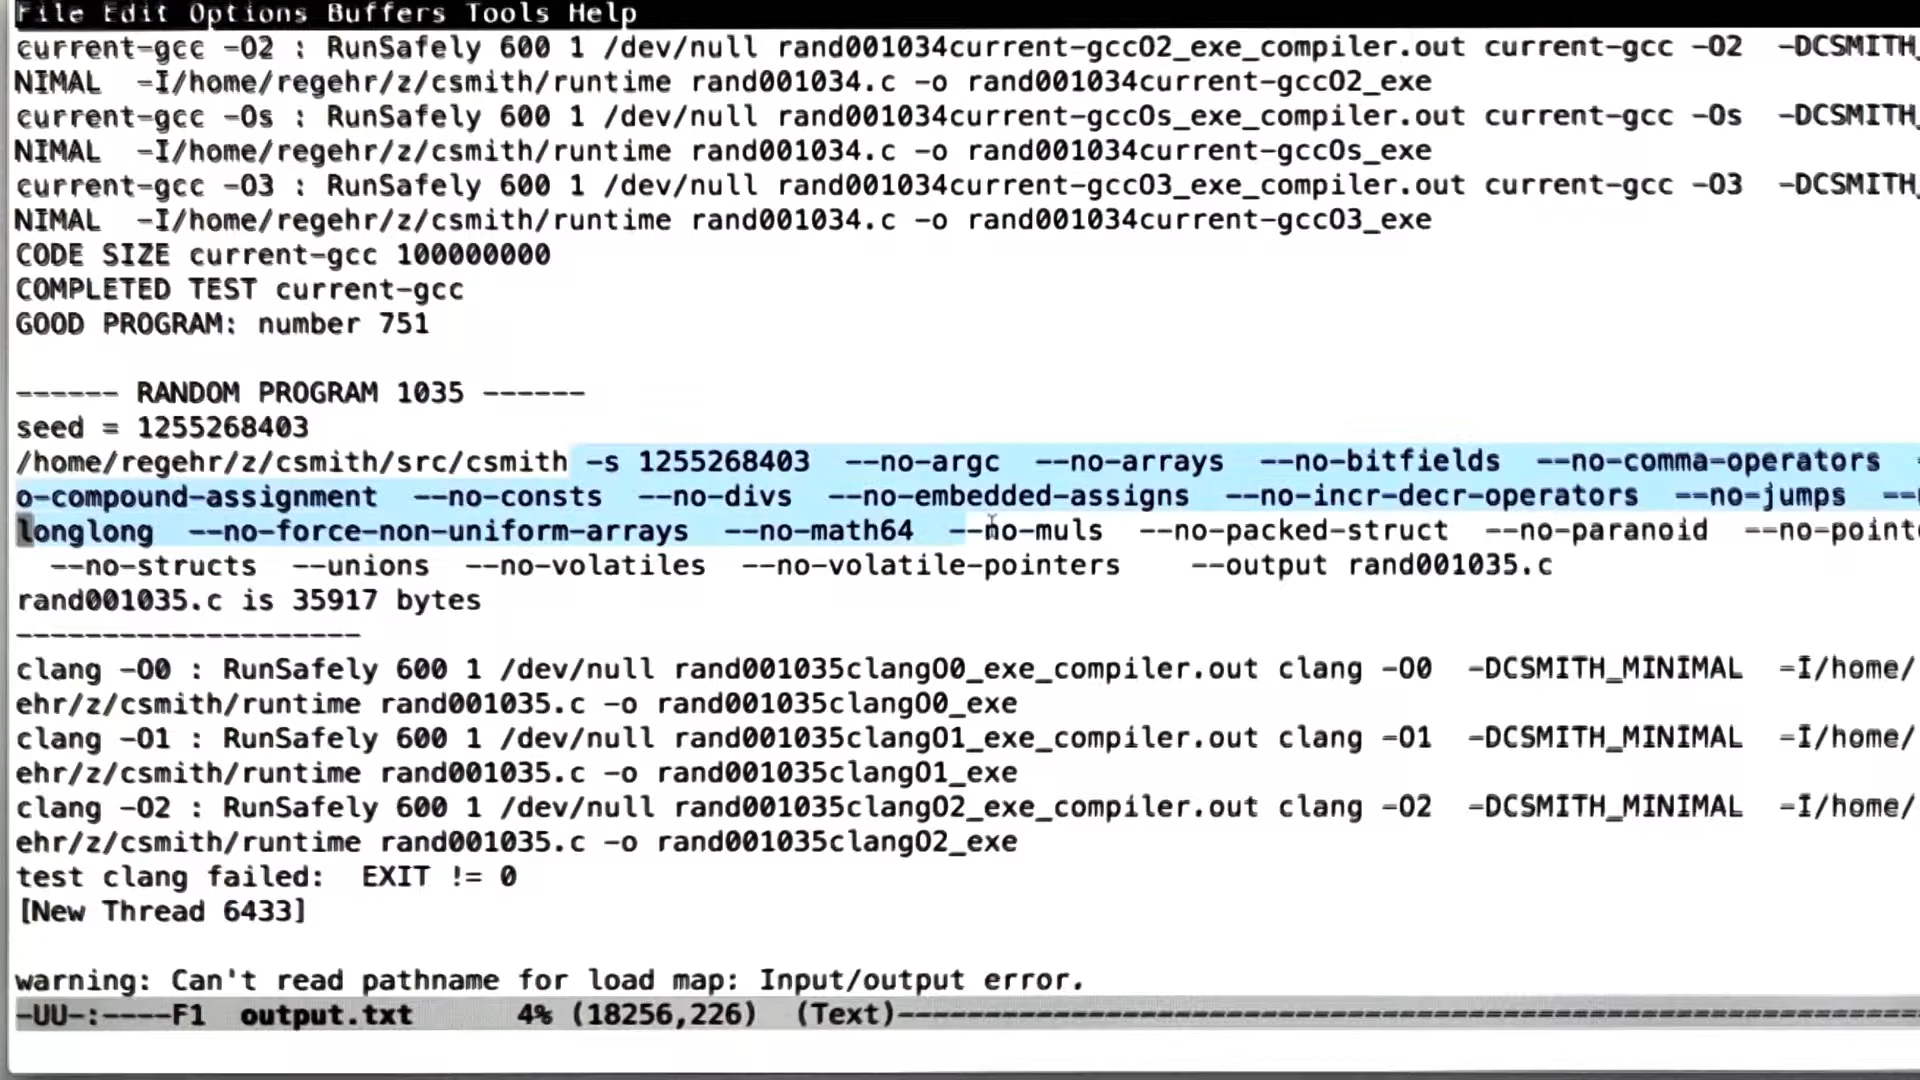 File Edit Options Buffers Tools Help
current-gcc -O2 : RunSafely 600 1 /dev/null rand001034current-gccO2_exe_compiler.out current-gcc -O2  -DCSMITH_
NIMAL  -I/home/regehr/z/csmith/runtime rand001034.c -o rand001034current-gccO2_exe
current-gcc -Os : RunSafely 600 1 /dev/null rand001034current-gccOs_exe_compiler.out current-gcc -Os  -DCSMITH_
NIMAL  -I/home/regehr/z/csmith/runtime rand001034.c -o rand001034current-gccOs_exe
current-gcc -O3 : RunSafely 600 1 /dev/null rand001034current-gccO3_exe_compiler.out current-gcc -O3  -DCSMITH_
NIMAL  -I/home/regehr/z/csmith/runtime rand001034.c -o rand001034current-gccO3_exe
CODE SIZE current-gcc 100000000
COMPLETED TEST current-gcc
GOOD PROGRAM: number 751
------ RANDOM PROGRAM 1035 ------
seed = 1255268403
/home/regehr/z/csmith/src/csmith -s 1255268403  --no-argc  --no-arrays  --no-bitfields  --no-comma-operators  -
o-compound-assignment  --no-consts  --no-divs  --no-embedded-assigns  --no-incr-decr-operators  --no-jumps  --
longlong  --no-force-non-uniform-arrays  --no-math64  --no-muls  --no-packed-struct  --no-paranoid  --no-point
--no-structs  --unions  --no-volatiles  --no-volatile-pointers    --output rand001035.c
rand001035.c is 35917 bytes
--------------------
clang -O0 : RunSafely 600 1 /dev/null rand001035clangO0_exe_compiler.out clang -O0  -DCSMITH_MINIMAL  -I/home/
ehr/z/csmith/runtime rand001035.c -o rand001035clangO0_exe
clang -O1 : RunSafely 600 1 /dev/null rand001035clangO1_exe_compiler.out clang -O1  -DCSMITH_MINIMAL  -I/home/
ehr/z/csmith/runtime rand001035.c -o rand001035clangO1_exe
clang -O2 : RunSafely 600 1 /dev/null rand001035clangO2_exe_compiler.out clang -O2  -DCSMITH_MINIMAL  -I/home/
ehr/z/csmith/runtime rand001035.c -o rand001035clangO2_exe
test clang failed:  EXIT != 0
[New Thread 6433]
warning: Can't read pathname for load map: Input/output error.
-UU-:----F1  output.txt      4% (18256,226)  (Text)------------------------------------------------------------